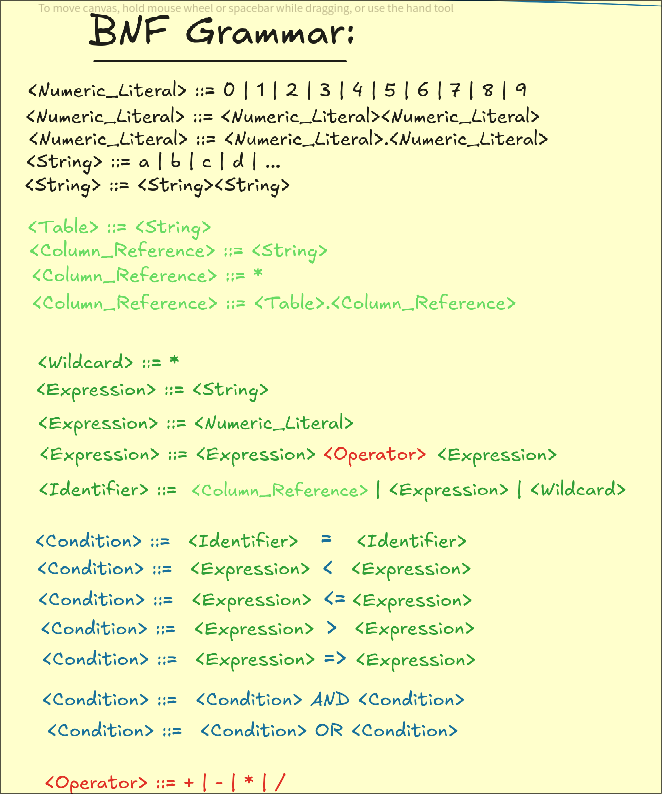 To move canvas, hold mouse wheel or spacebar while dragging, or use the hand tool
BNF Grammar:
<Numeric_Literal> ::= 0 | 1 | 2 | 3 | 4 | 5 | 6 | 7 | 8 | 9
<Numeric_Literal> ::= <Numeric_Literal><Numeric_Literal>
<Numeric_Literal> ::= <Numeric_Literal>.<Numeric_Literal>
<String> ::= a | b | c | d | ...
<String> ::= <String><String>
<Table> ::= <String>
<Column_Reference> ::= <String>
<Column_Reference> ::= *
<Column_Reference> ::= <Table>.<Column_Reference>
<Wildcard> ::= *
<Expression> ::= <String>
<Expression> ::= <Numeric_Literal>
<Expression> ::= <Expression> <Operator> <Expression>
<Identifier> ::= <Column_Reference> | <Expression> | <Wildcard>
<Condition> ::= <Identifier> = <Identifier>
<Condition> ::= <Expression> < <Expression>
<Condition> ::= <Expression> <= <Expression>
<Condition> ::= <Expression> > <Expression>
<Condition> ::= <Expression> => <Expression>
<Condition> ::= <Condition> AND <Condition>
<Condition> ::= <Condition> OR <Condition>
<Operator> ::= + | - | * | /